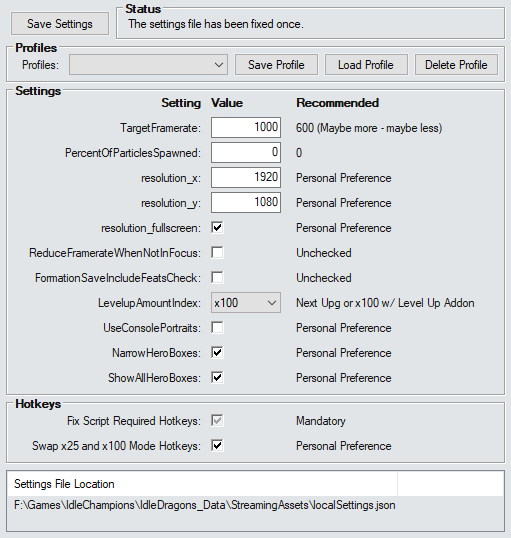 Save Settings
Status
The settings file has been fixed once.
Profiles
Profiles: Save Profile Load Profile Delete Profile
Settings
Setting Value Recommended
TargetFramerate: 1000 600 (Maybe more - maybe less)
PercentOfParticlesSpawned: 0 0
resolution_x: 1920 Personal Preference
resolution_y: 1080 Personal Preference
resolution_fullscreen: Personal Preference
ReduceFramerateWhenNotInFocus: Unchecked
FormationSaveIncludeFeatsCheck: Unchecked
LevelupAmountIndex: x100 Next Upg or x100 w/ Level Up Addon
UseConsolePortraits: Personal Preference
NarrowHeroBoxes: Personal Preference
ShowAllHeroBoxes: Personal Preference
Hotkeys
Fix Script Required Hotkeys: Mandatory
Swap x25 and x100 Mode Hotkeys: Personal Preference
Settings File Location
F:\Games\IdleChampions\IdleDragons_Data\StreamingAssets\localSettings.json